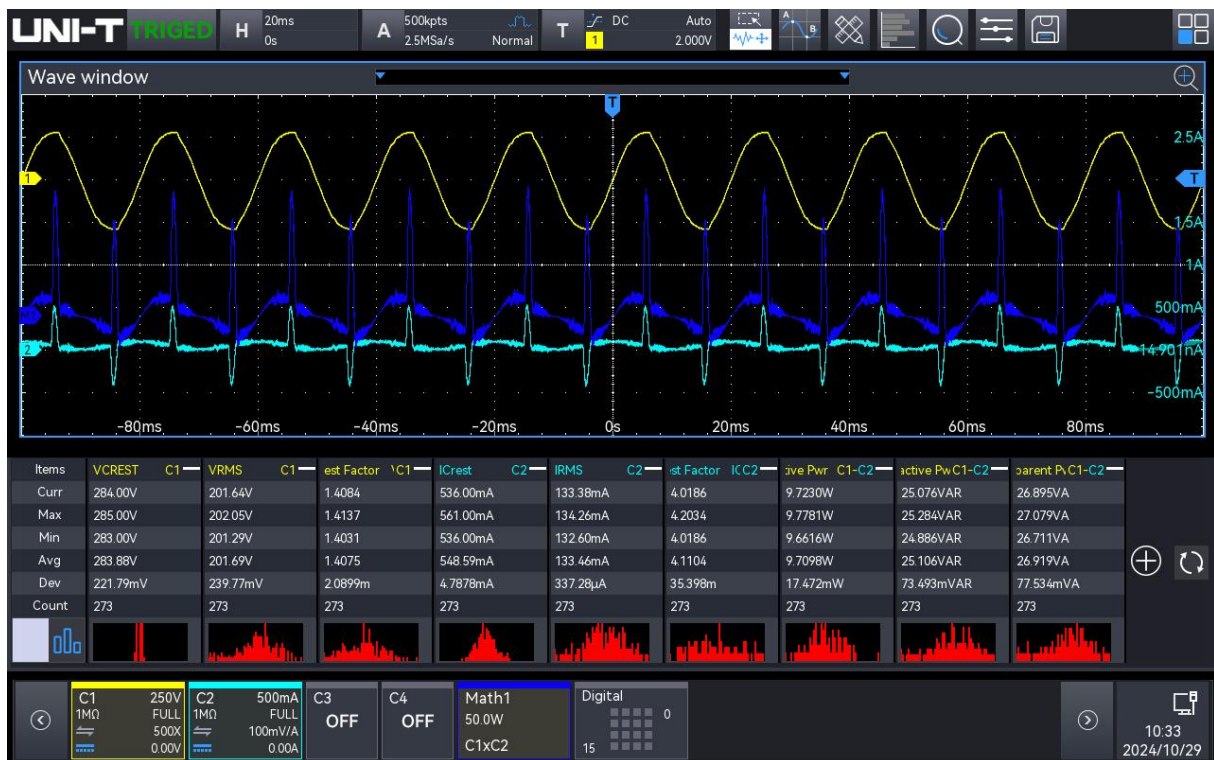 UNI-T TRIGED H 20ms 0s A 500kpts 2.5MSa/s Normal T DC 1 Auto 2.000V A B
Wave window
T
2.5A
1 T
1.5A
1A
500mA
2
-500mA
-80ms -60ms -40ms -20ms 0s 20ms 40ms 60ms 80ms
Items VCREST C1 VRMS C1 est Factor C1 ICrest C2 IRMS C2 st Factor IC C2 ive Pwr C1-C2 active Pw C1-C2 parent P C1-C2
Curr 284.00V 201.64V 1.4084 536.00mA 133.38mA 4.0186 9.7230W 25.076VAR 26.895VA
Max 285.00V 202.05V 1.4137 561.00mA 134.26mA 4.2034 9.7781W 25.284VAR 27.079VA
Min 283.00V 201.29V 1.4031 536.00mA 132.60mA 4.0186 9.6616W 24.886VAR 26.711VA
Avg 283.88V 201.69V 1.4075 548.59mA 133.46mA 4.1104 9.7098W 25.106VAR 26.919VA
Dev 221.79mV 239.77mV 2.0899m 4.7878mA 337.28µA 35.398m 17.472mW 73.493mVAR 77.534mVA
Count 273 273 273 273 273 273 273 273 273
C1 250V C2 500mA C3 C4 Math1 Digital
1MΩ FULL 1MΩ FULL OFF OFF 50.0W 0
500X 100mV/A
0.00V 0.00A C1xC2 15
10:33
2024/10/29